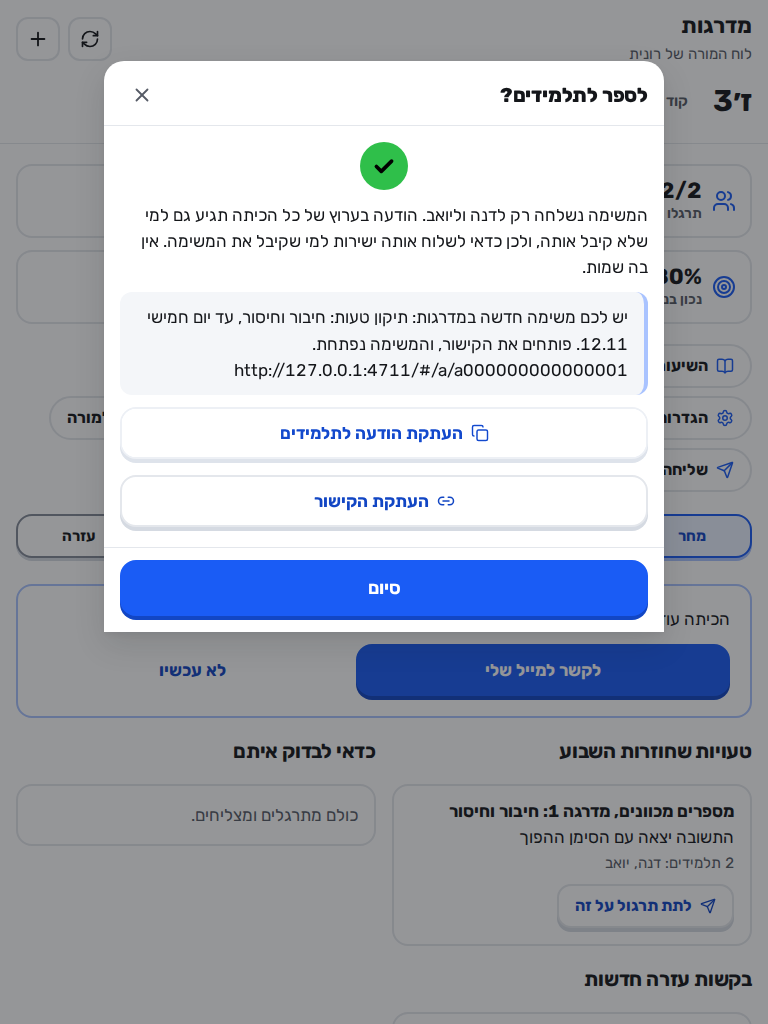 מדרגות
לוח המורה של רונית
ז׳3
קוד
2/2
תרגלו
80%
השיעור
שליחה
מחר
עזרה
לספר לתלמידים?
המשימה נשלחה רק לדנה וליואב. הודעה בערוץ של כל הכיתה תגיע גם למי
שלא קיבל אותה, ולכן כדאי לשלוח אותה ישירות למי שקיבל את המשימה. אין
בה שמות.
יש לכם משימה חדשה במדרגות: תיקון טעות: חיבור וחיסור, עד יום חמישי
12.11. פותחים את הקישור, והמשימה נפתחת.
http://127.0.0.1:4711/#/a/a000000000000001
העתקת הודעה לתלמידים
העתקת הקישור
סיום
הכיתה
לקשר למייל שלי
לא עכשיו
טעויות שחוזרות השבוע
מספרים מכוונים, מדרגה 1: חיבור וחיסור
התשובה יצאה עם הסימן ההפוך
2 תלמידים: דנה, יואב
לתת תרגול על זה
כדאי לבדוק איתם
כולם מתרגלים ומצליחים.
בקשות עזרה חדשות